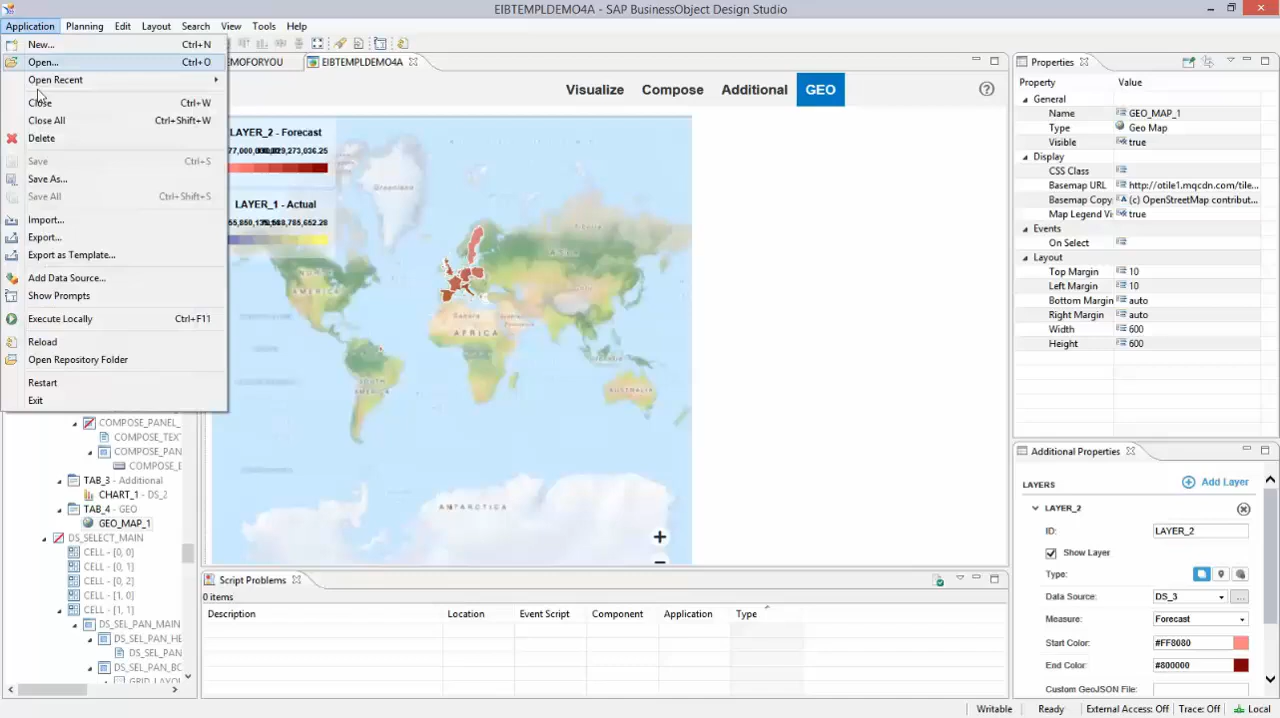 EIBTEMPLDEMO4A - SAP BusinessObject Design Studio
Application Planning Edit Layout Search View Tools Help
New... Ctrl+N
Open... Ctrl+O
Open Recent
Close Ctrl+W
Close All Ctrl+Shift+W
Delete
Save Ctrl+S
Save As...
Save All Ctrl+Shift+S
Import...
Export...
Export as Template...
Add Data Source...
Show Prompts
Execute Locally Ctrl+F11
Reload
Open Repository Folder
Restart
Exit
COMPOSE_PANEL_
COMPOSE_TEX
COMPOSE_PAN
COMPOSE_E
TAB_3 - Additional
CHART_1 - DS_2
TAB_4 - GEO
GEO_MAP_1
DS_SELECT_MAIN
CELL - [0, 0]
CELL - [0, 1]
CELL - [0, 2]
CELL - [1, 0]
CELL - [1, 1]
DS_SEL_PAN_MAIN
DS_SEL_PAN_HE
DS_SEL_PAN
DS_SEL_PAN_BC
GRID_LAYOU
EMOFORYOU EIBTEMPLDEMO4A
Visualize Compose Additional GEO
LAYER_2 - Forecast
LAYER_1 - Actual
Greenland
AFRICA
SOUTH
AMERICA
AUSTRALIA
ANTARCTICA
+
Script Problems
0 items
Description Location Event Script Component Application Type
Properties
Property Value
General
Name GEO_MAP_1
Type Geo Map
Visible true
Display
CSS Class
Basemap URL http://otile1.mqcdn.com/tile...
Basemap Copy (c) OpenStreetMap contribut...
Map Legend Vi true
Events
On Select
Layout
Top Margin 10
Left Margin 10
Bottom Margin auto
Right Margin auto
Width 600
Height 600
Additional Properties
LAYERS Add Layer
LAYER_2
ID: LAYER_2
Show Layer
Type:
Data Source: DS_3 ...
Measure: Forecast
Start Color: #FF8080
End Color: #800000
Custom GeoJSON File:
Writable Ready External Access: Off Trace: Off Local